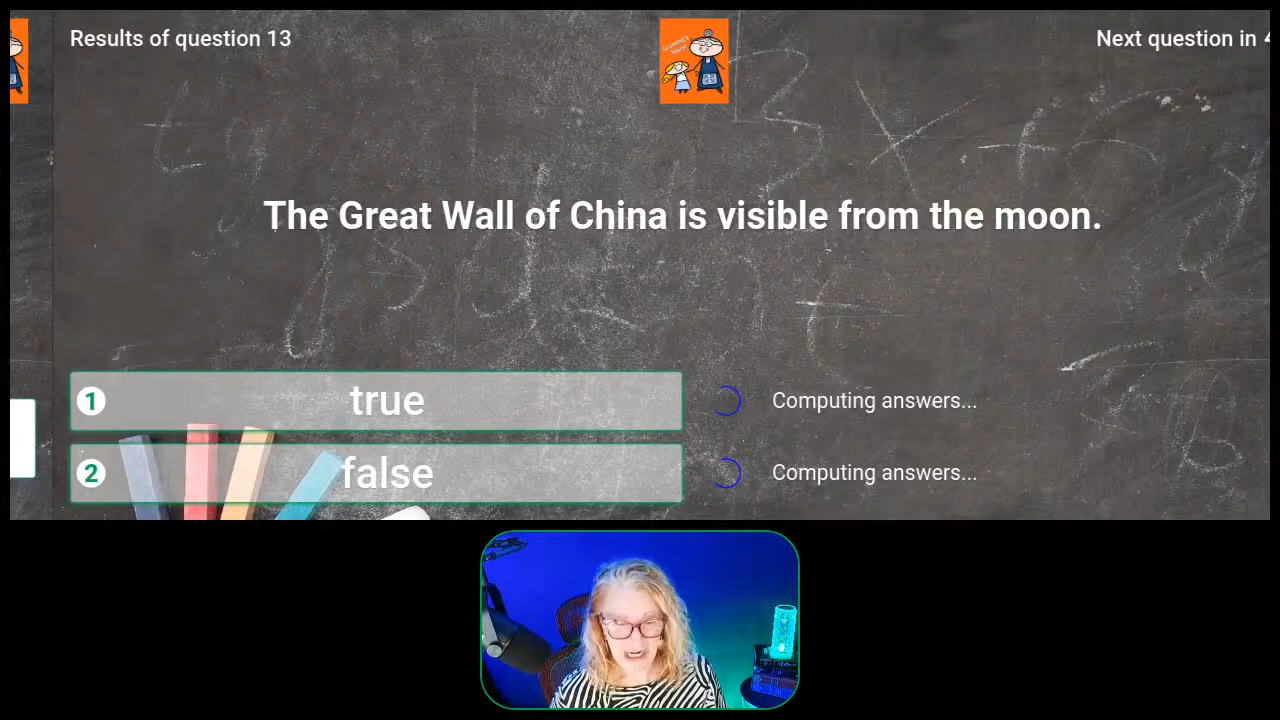 Results of question 13
Next question in
The Great Wall of China is visible from the moon.
1 true
Computing answers...
2 false
Computing answers...